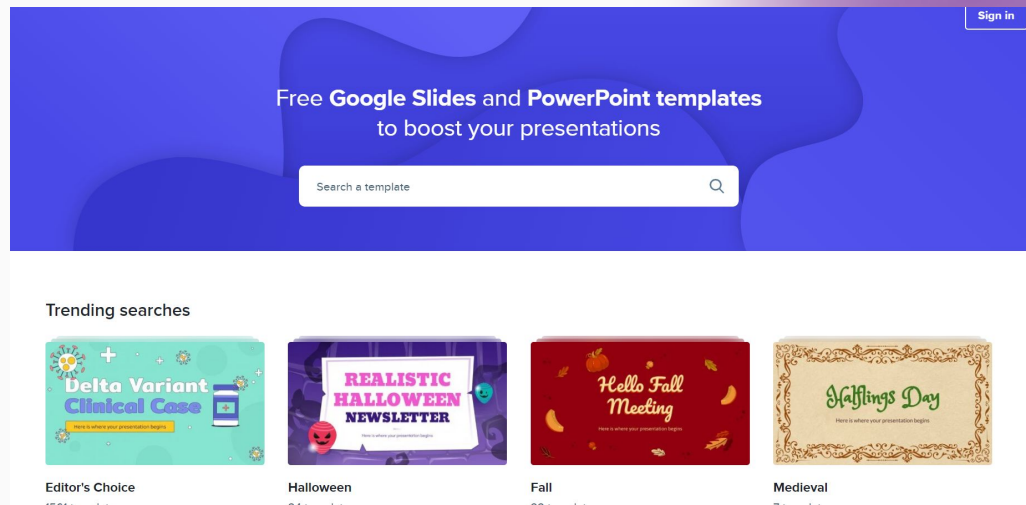 Sign in
Free Google Slides and PowerPoint templates
to boost your presentations
Search a template
Trending searches
Delta Variant
Clinical Case
Here is where your presentation begins
Editor's Choice
REALISTIC
HALLOWEEN
NEWSLETTER
Here is where your presentation begins
Halloween
Hello Fall
Meeting
Here is where your presentation begins
Fall
Halflings Day
Here is where your presentation begins
Medieval